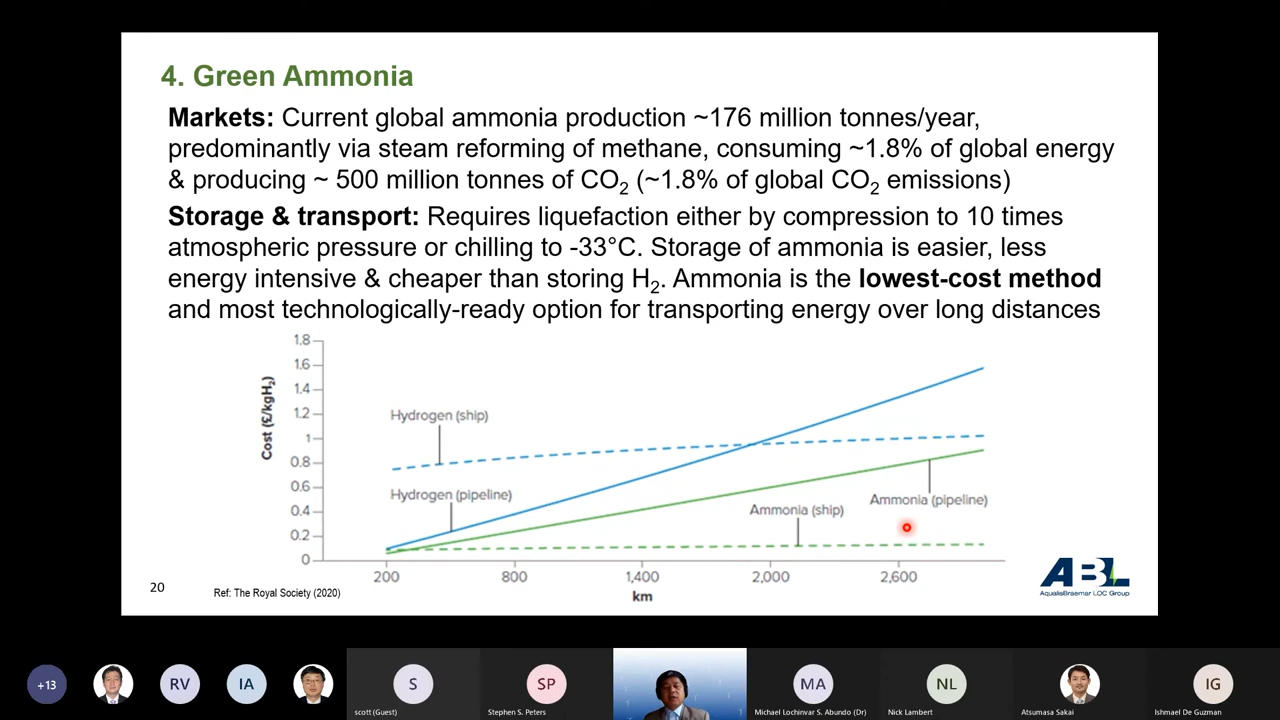 4. Green Ammonia
Markets: Current global ammonia production ~176 million tonnes/year,
predominantly via steam reforming of methane, consuming ~1.8% of global energy
& producing ~ 500 million tonnes of CO2 (~1.8% of global CO2 emissions)
Storage & transport: Requires liquefaction either by compression to 10 times
atmospheric pressure or chilling to -33°C. Storage of ammonia is easier, less
energy intensive & cheaper than storing H2. Ammonia is the lowest-cost method
and most technologically-ready option for transporting energy over long distances
Cost (£/kgH2)
1.8
1.6
1.4
1.2
1
0.8
0.6
0.4
0.2
0
Hydrogen (ship)
Hydrogen (pipeline)
Ammonia (ship)
Ammonia (pipeline)
200 800 1,400 2,000 2,600
km
20
Ref: The Royal Society (2020)
ABL
AqualisBraemar LOC Group
+13
RV
IA
S
scott (Guest)
SP
Stephen S. Peters
MA
Michael Lochinvar S. Abundo (Dr)
NL
Nick Lambert
Atsumasa Sakai
IG
Ishmael De Guzman